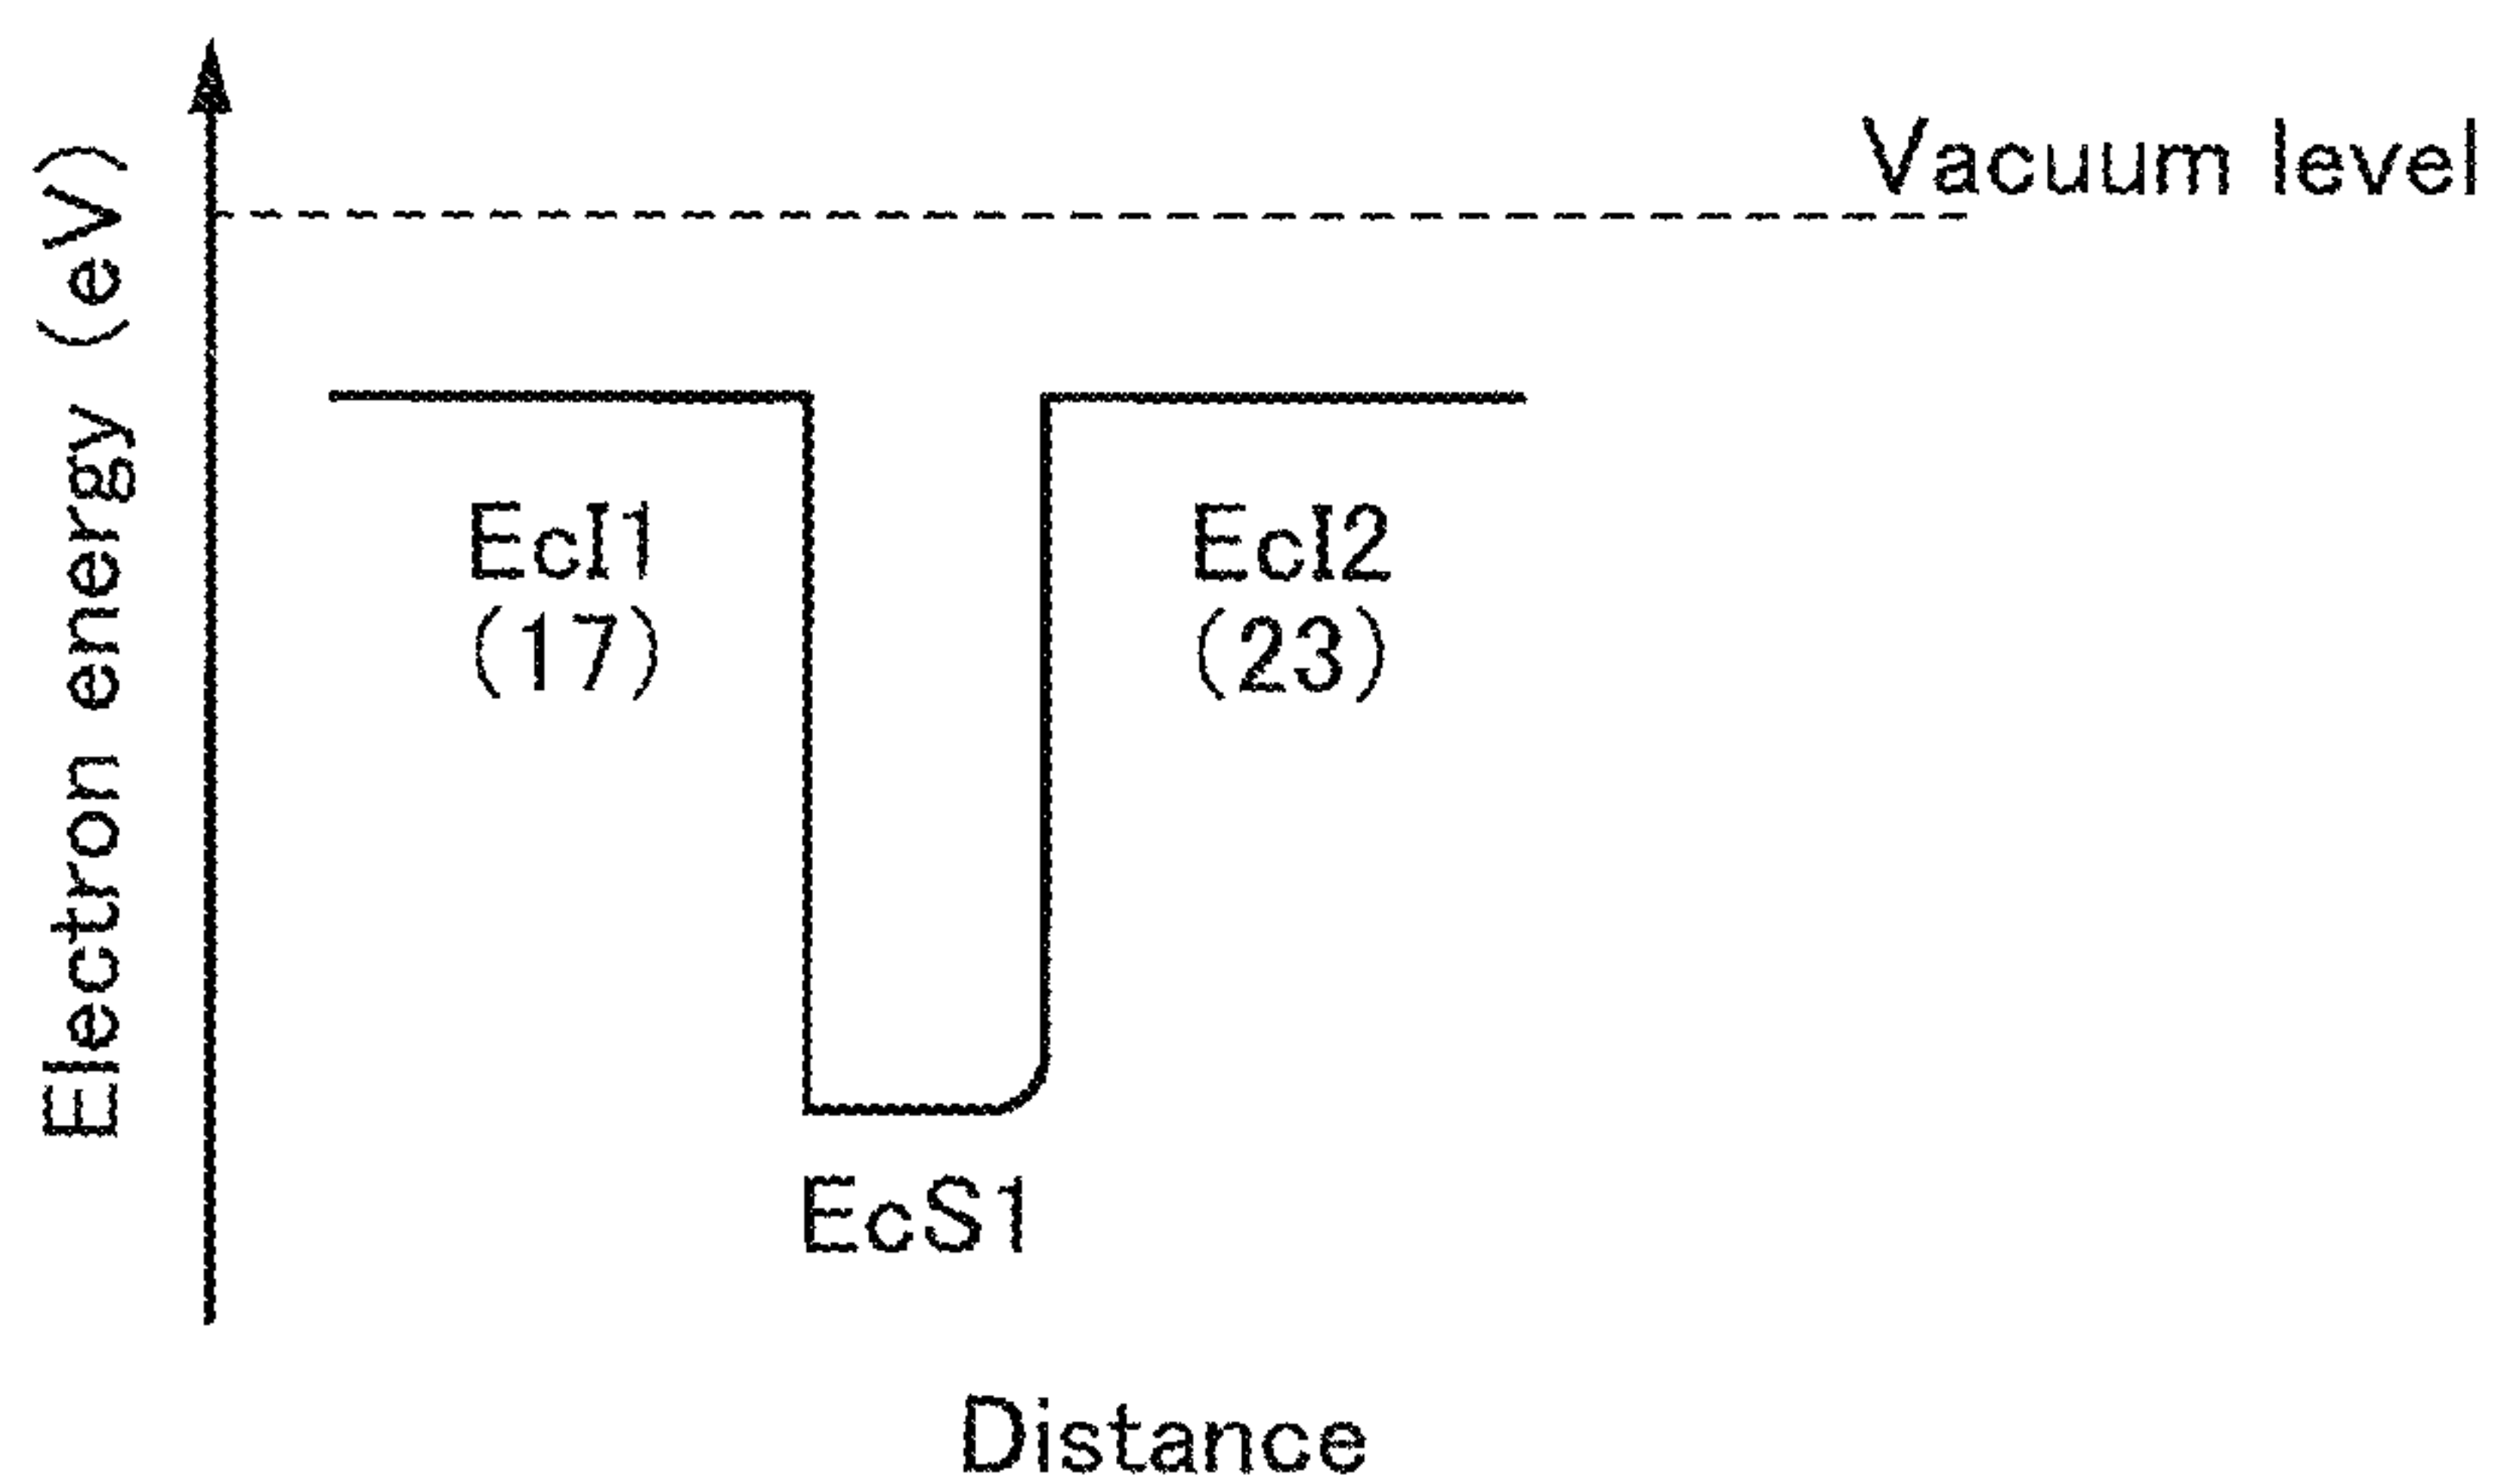 Electron energy (eV)
Vacuum level
EcI1
(17)
EcI2
(23)
EcS1
Distance